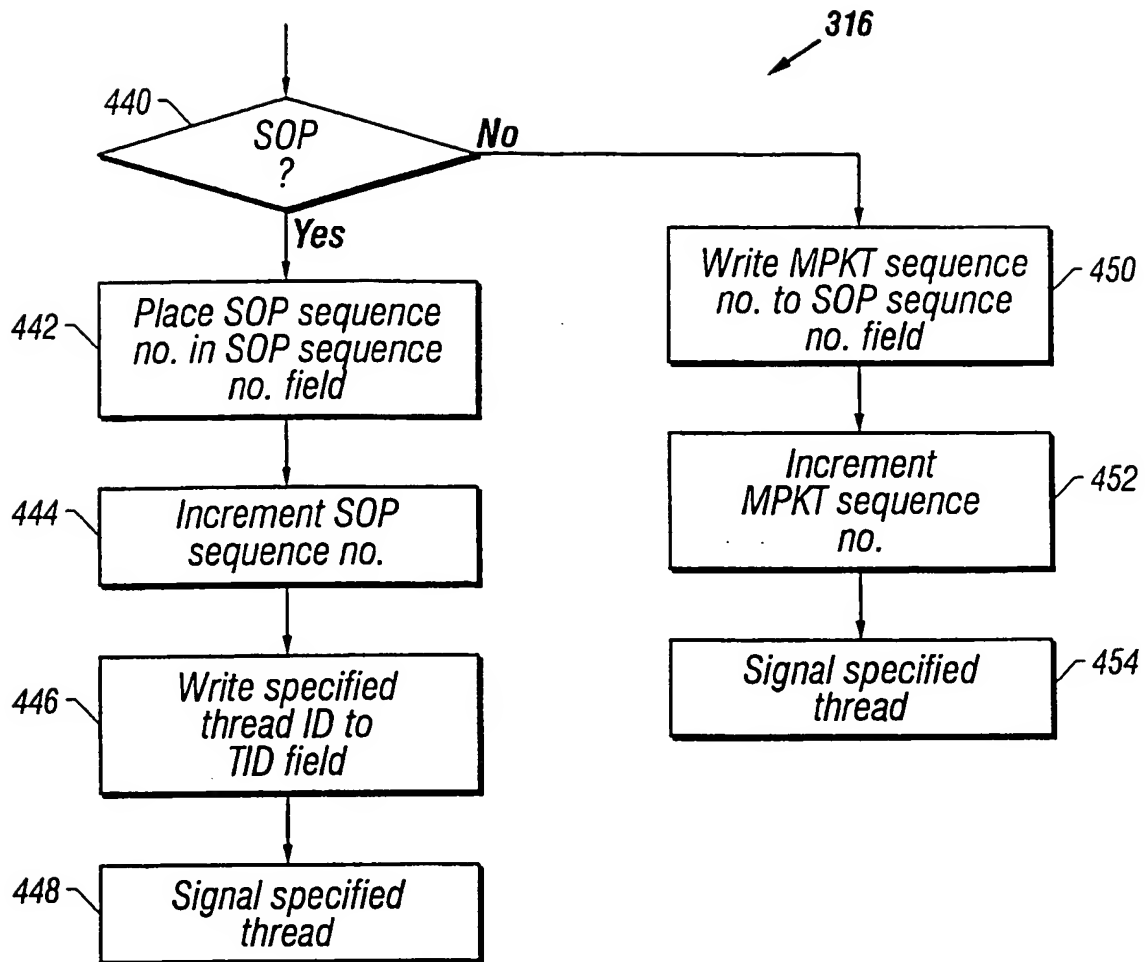 316
440
SOP
?
No
Yes
442
Place SOP sequence
no. in SOP sequence
no. field
444
Increment SOP
sequence no.
446
Write specified
thread ID to
TID field
448
Signal specified
thread
Write MPKT sequence
no. to SOP sequnce
no. field
450
Increment
MPKT sequence
no.
452
Signal specified
thread
454